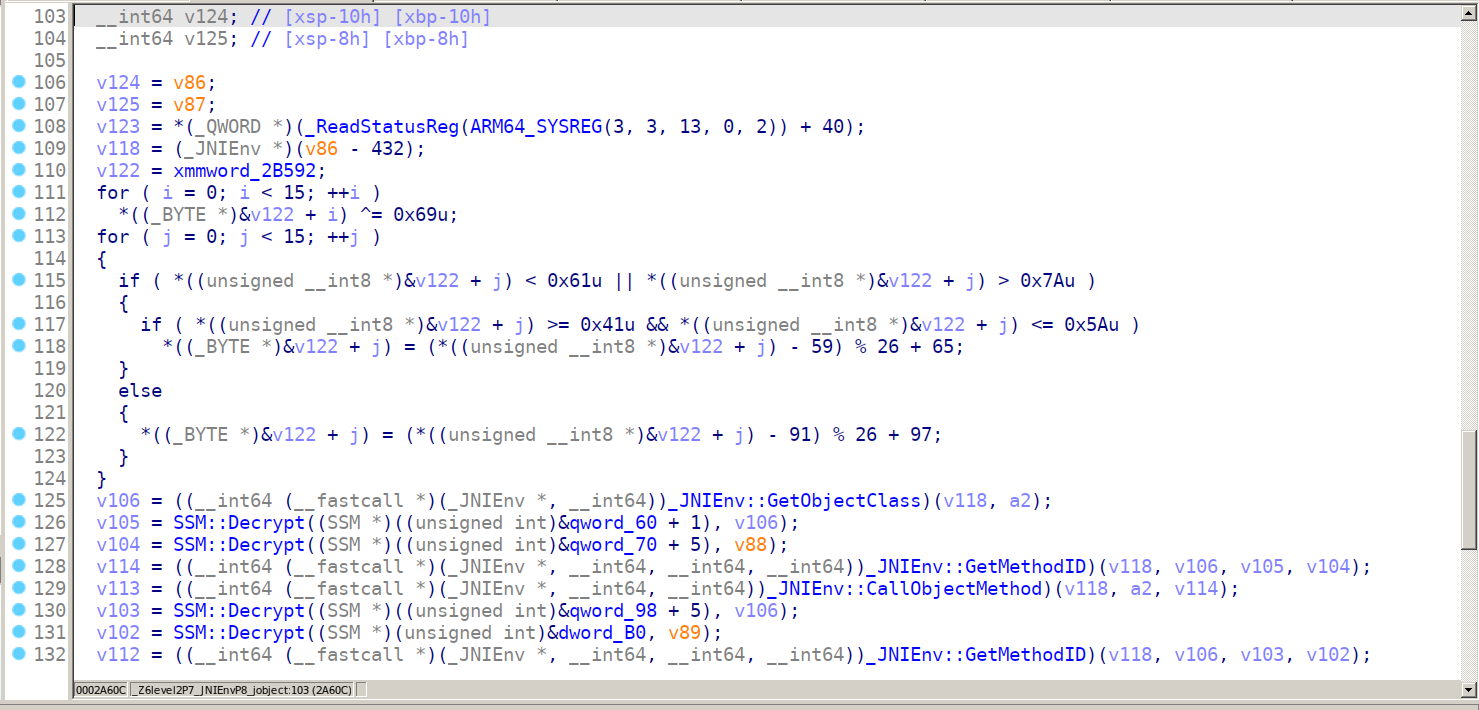 103 __int64 v124; // [xsp-10h] [xbp-10h]
104 __int64 v125; // [xsp-8h] [xbp-8h]
105
106 v124 = v86;
107 v125 = v87;
108 v123 = *(_QWORD *)(_ReadStatusReg(ARM64_SYSREG(3, 3, 13, 0, 2)) + 40);
109 v118 = (_JNIEnv *)(v86 - 432);
110 v122 = xmmword_2B592;
111 for ( i = 0; i < 15; ++i )
112 *((_BYTE *)&v122 + i) ^= 0x69u;
113 for ( j = 0; j < 15; ++j )
114 {
115 if ( *((unsigned __int8 *)&v122 + j) < 0x61u || *((unsigned __int8 *)&v122 + j) > 0x7Au )
116 {
117 if ( *((unsigned __int8 *)&v122 + j) >= 0x41u && *((unsigned __int8 *)&v122 + j) <= 0x5Au )
118 *((_BYTE *)&v122 + j) = (*((unsigned __int8 *)&v122 + j) - 59) % 26 + 65;
119 }
120 else
121 {
122 *((_BYTE *)&v122 + j) = (*((unsigned __int8 *)&v122 + j) - 91) % 26 + 97;
123 }
124 }
125 v106 = ((__int64 (__fastcall *)(_JNIEnv *, __int64))_JNIEnv::GetObjectClass)(v118, a2);
126 v105 = SSM::Decrypt((SSM *)((unsigned int)&qword_60 + 1), v106);
127 v104 = SSM::Decrypt((SSM *)((unsigned int)&qword_70 + 5), v88);
128 v114 = ((__int64 (__fastcall *)(_JNIEnv *, __int64, __int64, __int64))_JNIEnv::GetMethodID)(v118, v106, v105, v104);
129 v113 = ((__int64 (__fastcall *)(_JNIEnv *, __int64, __int64))_JNIEnv::CallObjectMethod)(v118, a2, v114);
130 v103 = SSM::Decrypt((SSM *)((unsigned int)&qword_98 + 5), v106);
131 v102 = SSM::Decrypt((SSM *)(unsigned int)&dword_B0, v89);
132 v112 = ((__int64 (__fastcall *)(_JNIEnv *, __int64, __int64, __int64))_JNIEnv::GetMethodID)(v118, v106, v103, v102);
0002A60C _Z6level2P7_JNIEnvP8_jobject:103 (2A60C)